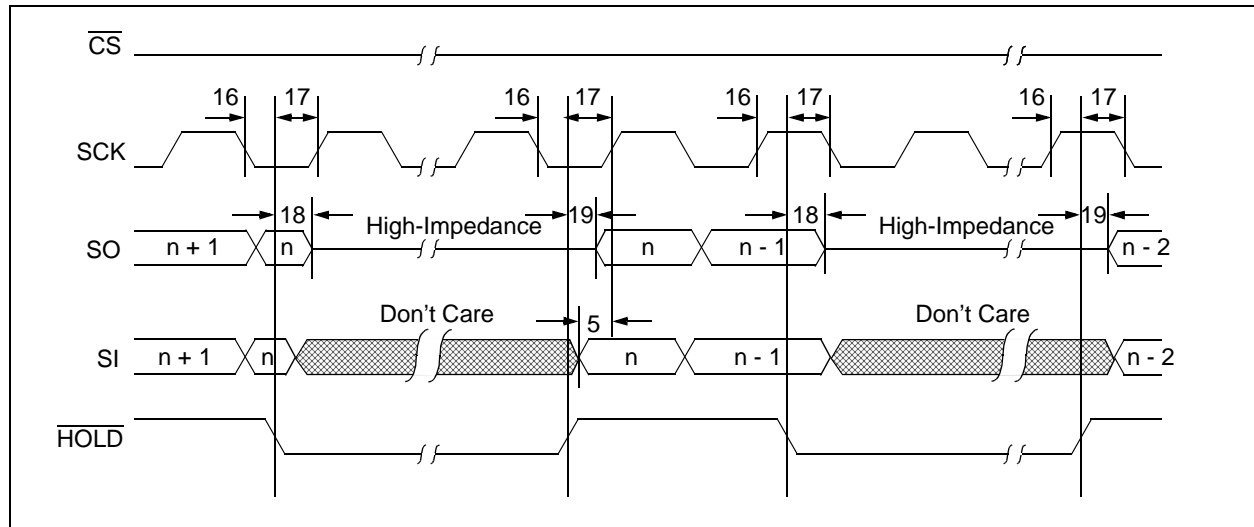 CS
16 17 16 17 16 17 16 17
SCK
18 High-Impedance 19 18 High-Impedance 19
SO n + 1 n n n - 1 n - 2
Don't Care 5 Don't Care
SI n + 1 n n n - 1 n - 2
HOLD